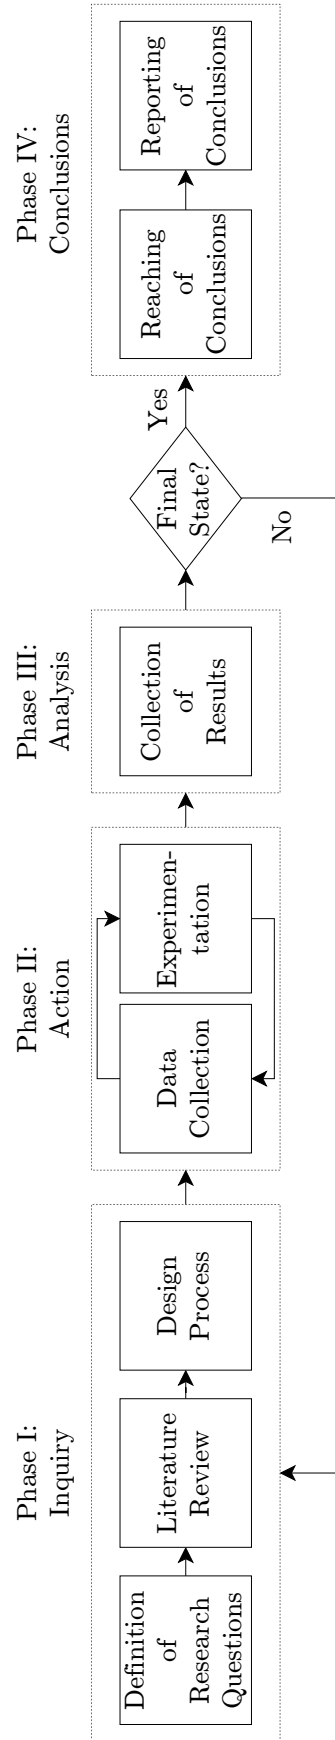 Phase I:
Inquiry
Definition
of
Research
Questions
Literature
Review
Design
Process
Phase II:
Action
Data
Collection
Experimen-
tation
Phase III:
Analysis
Collection
of
Results
Final
State?
Yes
No
Phase IV:
Conclusions
Reaching
of
Conclusions
Reporting
of
Conclusions